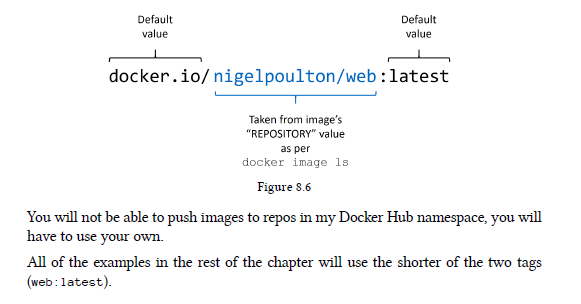 Default Default
value value
docker.io/nigelpoulton/web:latest
Taken from image's
"REPOSITORY" value
as per
docker image ls
Figure 8.6
You will not be able to push images to repos in my Docker Hub namespace, you will
have to use your own.
All of the examples in the rest of the chapter will use the shorter of the two tags
(web:latest).